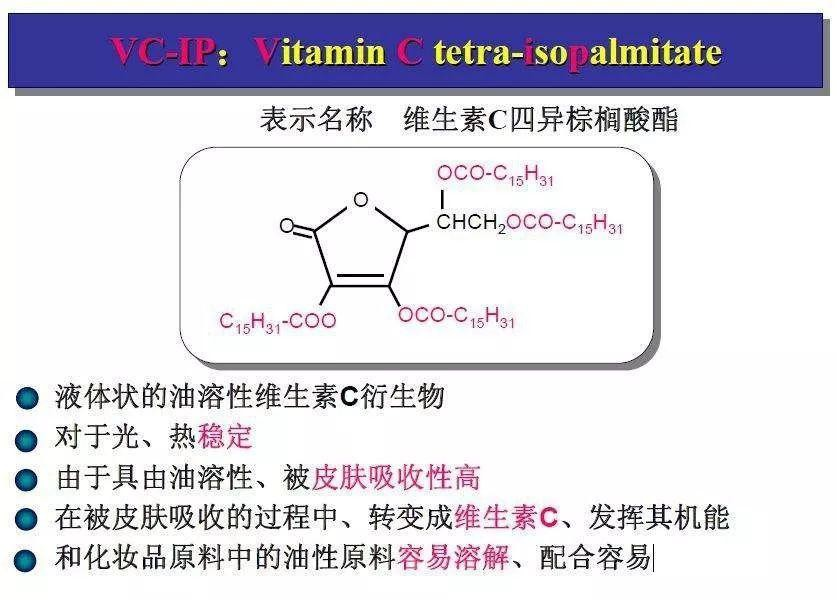 VC-IP：Vitamin C tetra-isopalmitate
表示名称 维生素C四异棕榈酸酯
OCO-C15H31
O
O
CHCH2OCO-C15H31
C15H31-COO
OCO-C15H31
液体状的油溶性维生素C衍生物
对于光、热稳定
由于具由油溶性、被皮肤吸收性高
在被皮肤吸收的过程中、转变成维生素C、发挥其机能
和化妆品原料中的油性原料容易溶解、配合容易